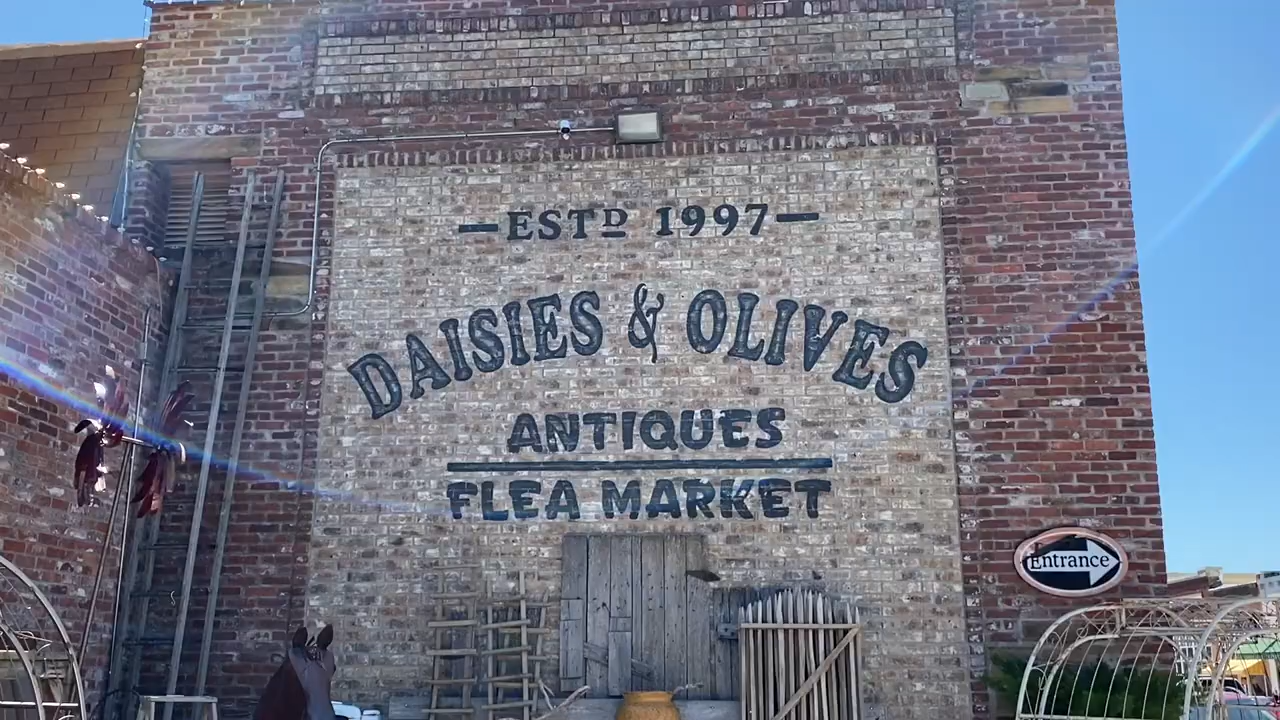 ESTD 1997
DAISIES & OLIVES
ANTIQUES
FLEA MARKET
Entrance